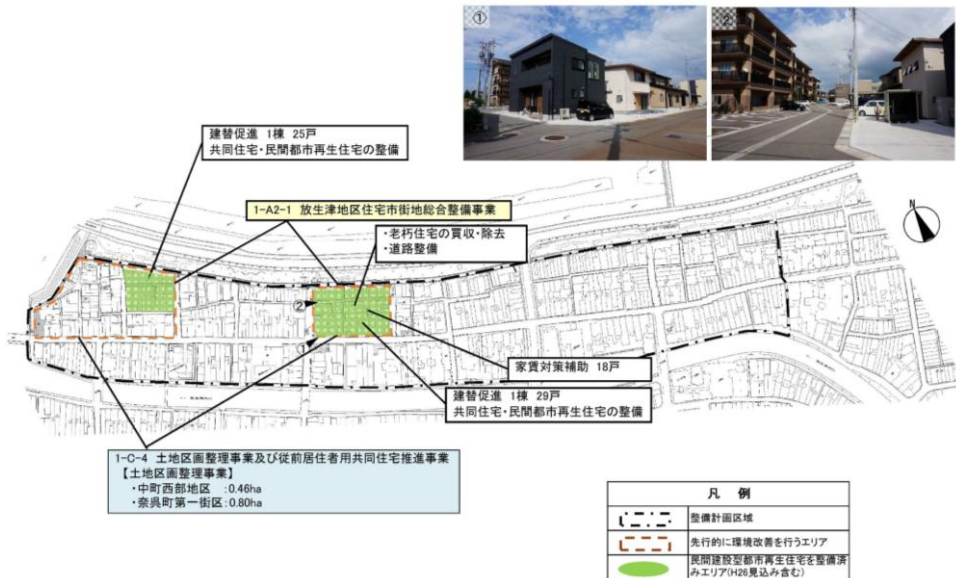 ①
②
建替促進 1棟 25戸
共同住宅・民間都市再生住宅の整備
1-A2-1 放生津地区住宅市街地総合整備事業
・老朽住宅の買収・除去
・道路整備
N
②
家賃対策補助 18戸
建替促進 1棟 29戸
共同住宅・民間都市再生住宅の整備
1-C-4 土地区画整理事業及び従前居住者用共同住宅推進事業
【土地区画整理事業】
・中町西部地区 :0.46ha
・奈呉町第一街区:0.80ha
凡 例
整備計画区域
先行的に環境改善を行うエリア
民間建設型都市再生住宅を整備済
みエリア(H26見込み含む)